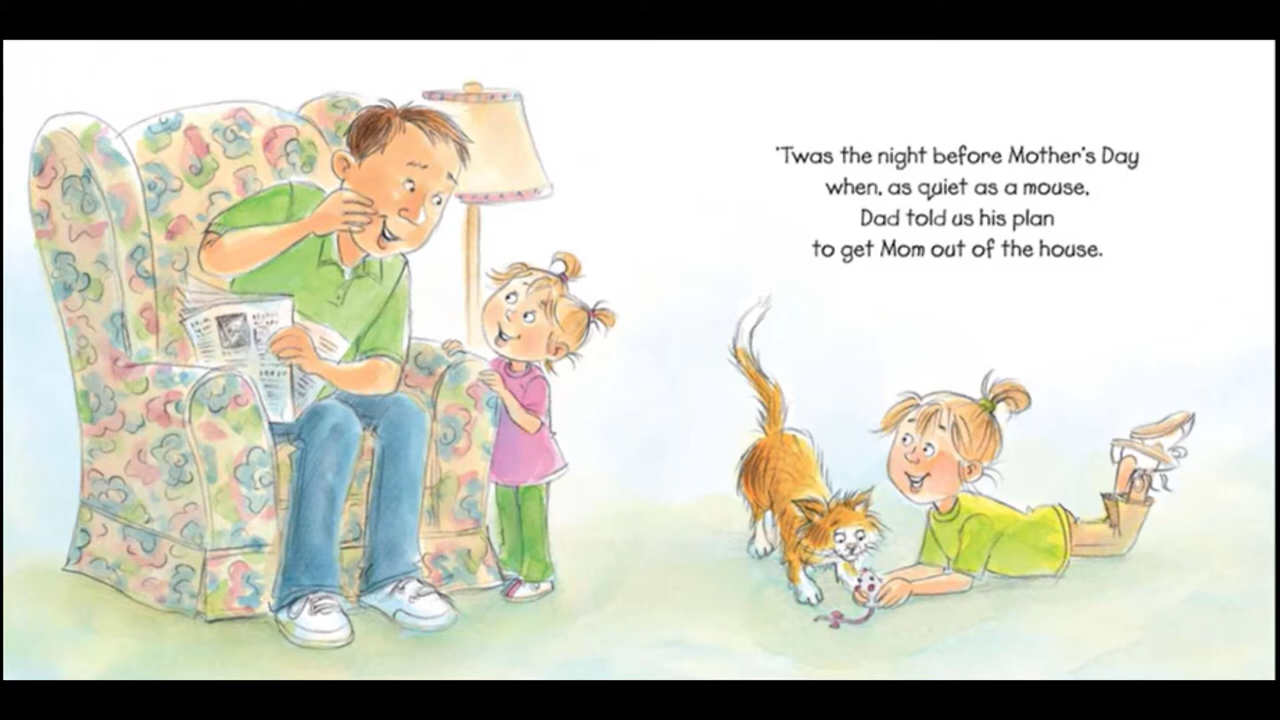 'Twas the night before Mother's Day
when, as quiet as a mouse,
Dad told us his plan
to get Mom out of the house.